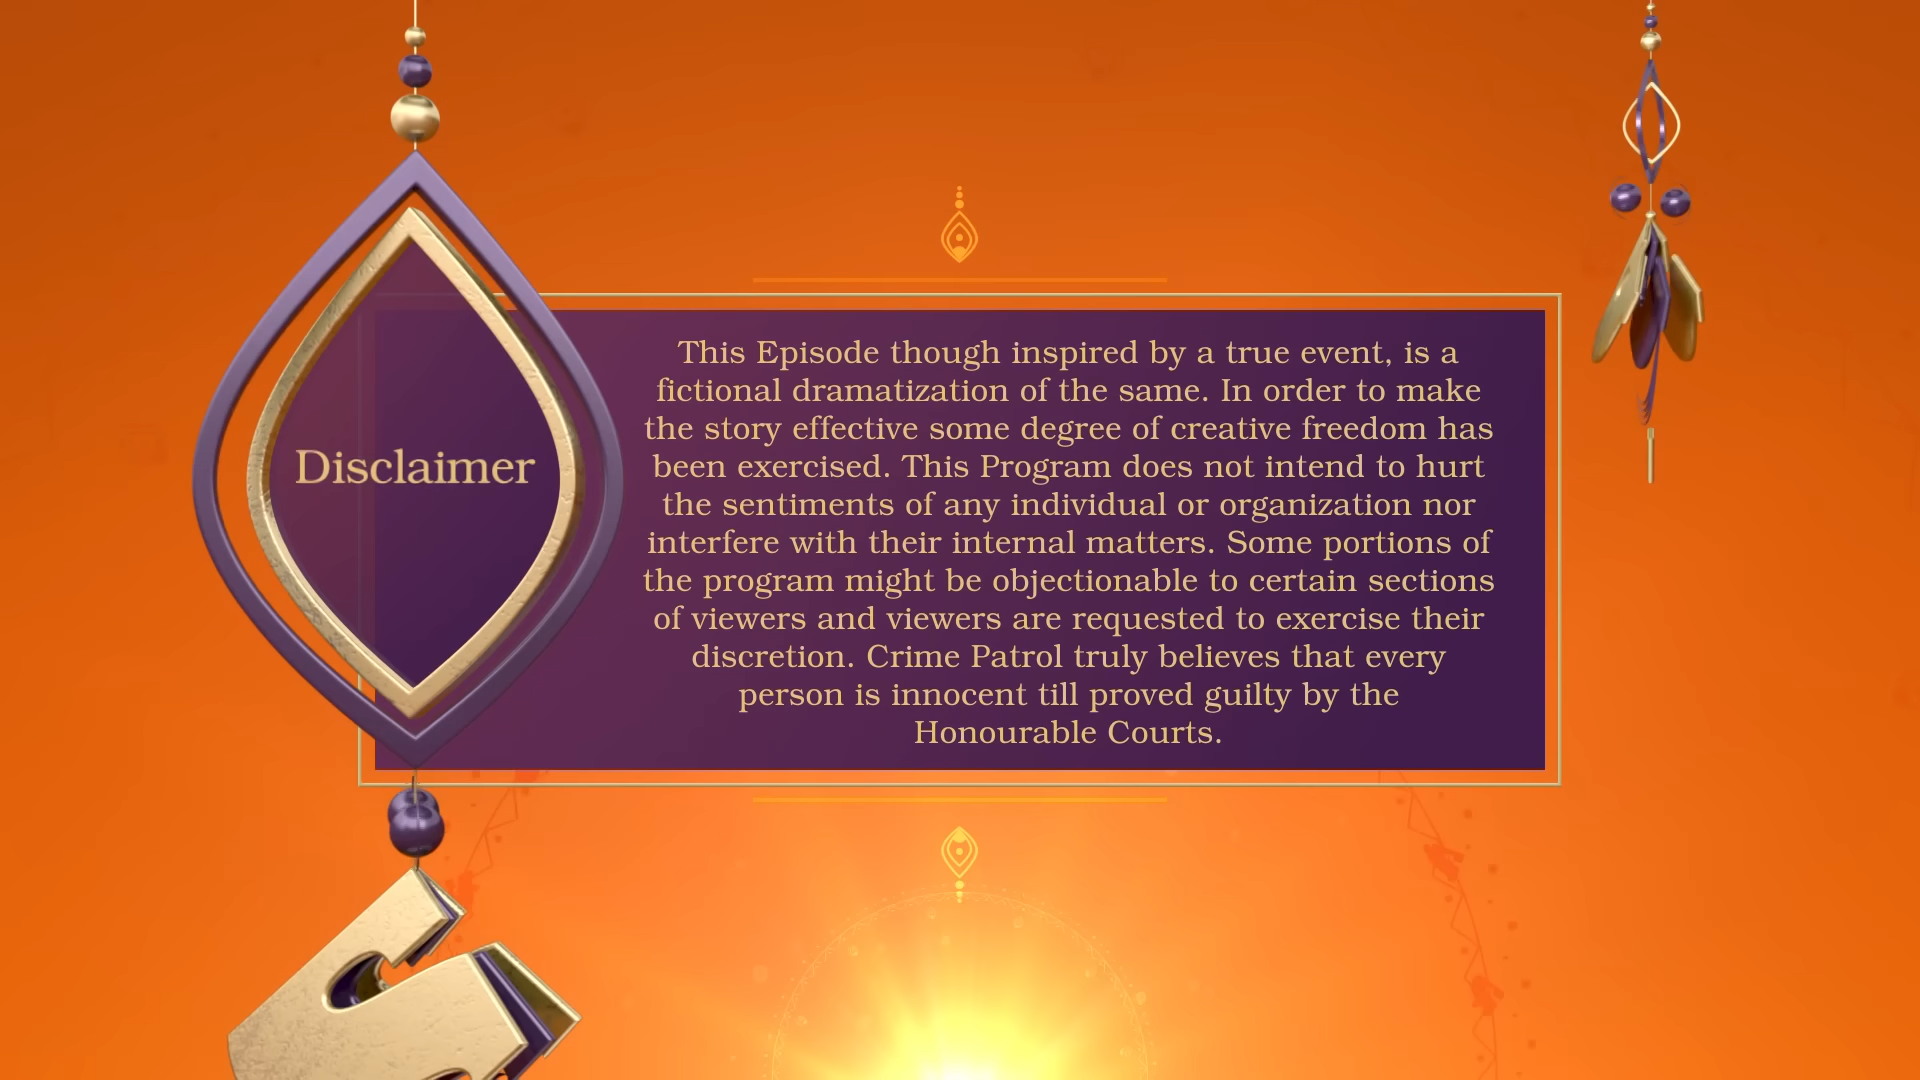 Disclaimer
This Episode though inspired by a true event, is a
fictional dramatization of the same. In order to make
the story effective some degree of creative freedom has
been exercised. This Program does not intend to hurt
the sentiments of any individual or organization nor
interfere with their internal matters. Some portions of
the program might be objectionable to certain sections
of viewers and viewers are requested to exercise their
discretion. Crime Patrol truly believes that every
person is innocent till proved guilty by the
Honourable Courts.